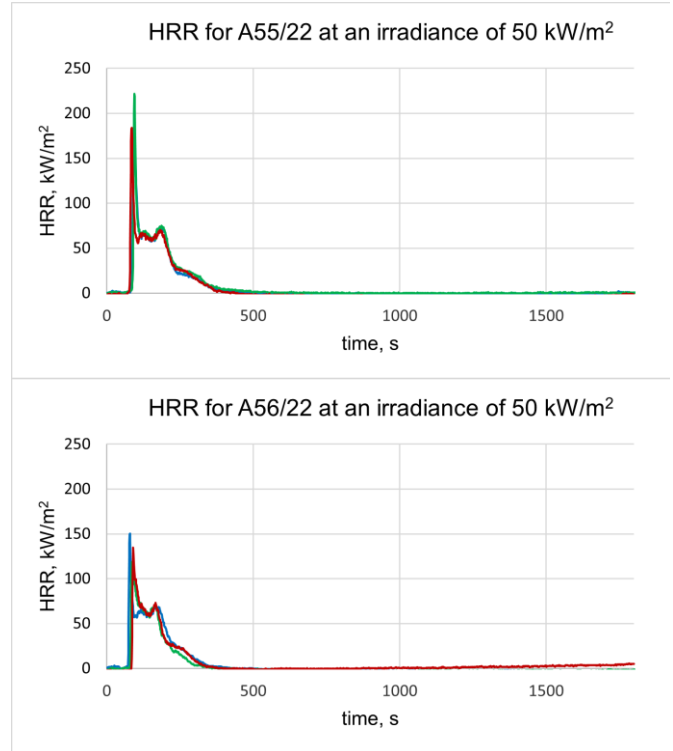 HRR for A55/22 at an irradiance of 50 kW/m²
250
200
150
100
50
0
HRR, kW/m²
0 500 1000 1500
time, s
HRR for A56/22 at an irradiance of 50 kW/m²
250
200
150
100
50
0
HRR, kW/m²
0 500 1000 1500
time, s